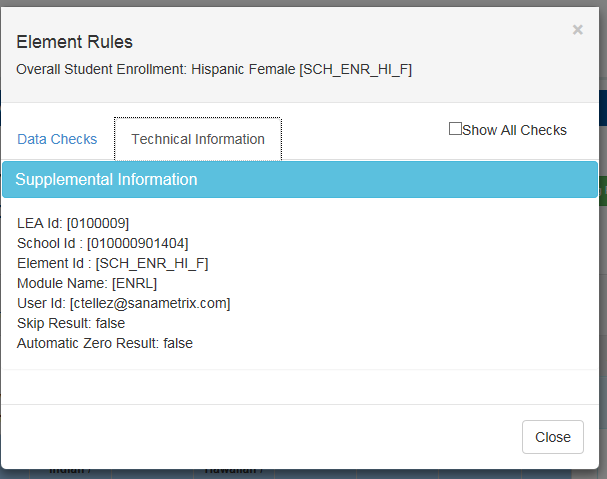 ×
Element Rules
Overall Student Enrollment: Hispanic Female [SCH_ENR_HI_F]
Data Checks
Technical Information
Show All Checks
Supplemental Information
LEA Id: [0100009]
School Id : [010000901404]
Element Id : [SCH_ENR_HI_F]
Module Name: [ENRL]
User Id: [ctellez@sanametrix.com]
Skip Result: false
Automatic Zero Result: false
Close